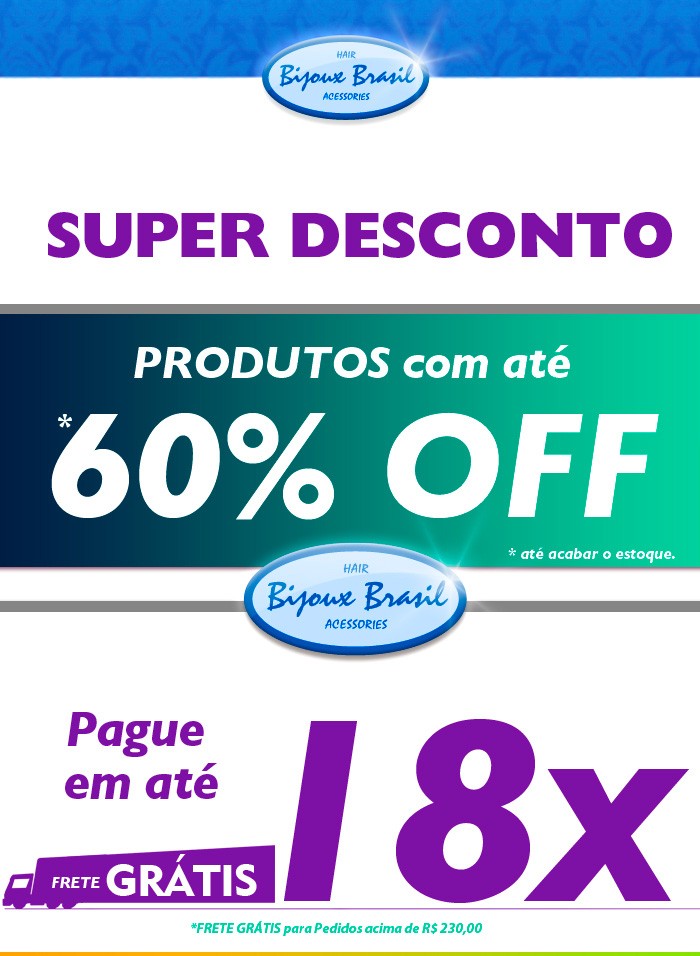 HAIR
Bijoux Brasil
ACESSORIES
SUPER DESCONTO
PRODUTOS com até
*60% OFF
* até acabar o estoque.
HAIR
Bijoux Brasil
ACESSORIES
Pague
em até
18x
FRETE GRÁTIS
*FRETE GRÁTIS para Pedidos acima de R$ 230,00